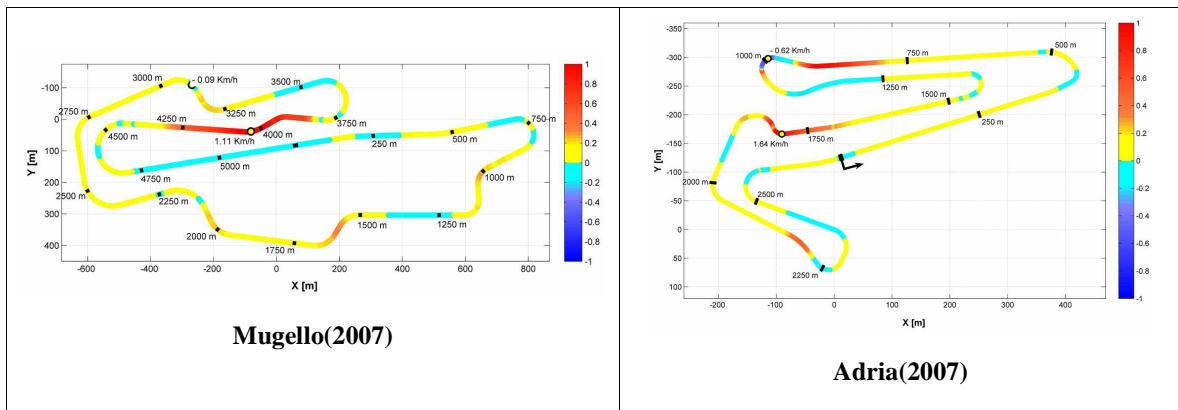 - 0.09 Km/h
3000 m
3500 m
2750 m
3250 m
4250 m
4500 m
1.11 Km/h
4000 m
3750 m
750 m
250 m
500 m
5000 m
4750 m
1000 m
2500 m
2250 m
2000 m
1500 m
1250 m
1750 m
-100
0
100
200
300
400
Y [m]
-600
-400
-200
0
200
400
600
800
X [m]
1
0.8
0.6
0.4
0.2
0
-0.2
-0.4
-0.6
-0.8
-1
Mugello(2007)
- 0.62 Km/h
1000 m
750 m
500 m
1250 m
1500 m
250 m
1.64 Km/h
1750 m
2000 m
2500 m
2250 m
-350
-300
-250
-200
-150
-100
-50
0
50
100
Y [m]
-200
-100
0
100
200
300
400
X [m]
1
0.8
0.6
0.4
0.2
0
-0.2
-0.4
-0.6
-0.8
-1
Adria(2007)